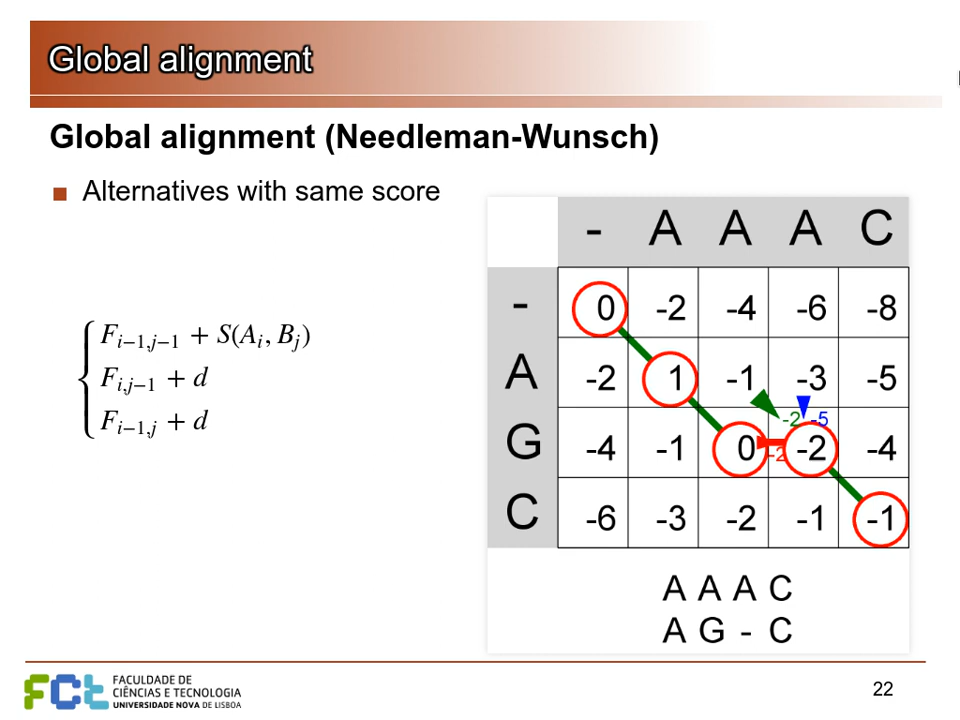 Global alignment
Global alignment (Needleman-Wunsch)
■ Alternatives with same score
F_{i−1,j−1} + S(A_i, B_j)
F_{i,j−1} + d
F_{i−1,j} + d
- A A A C
- 0 -2 -4 -6 -8
A -2 1 -1 -3 -5
-2 -5
G -4 -1 0 -2 -2 -4
C -6 -3 -2 -1 -1
A A A C
A G - C
FCt FACULDADE DE
CIÊNCIAS E TECNOLOGIA
UNIVERSIDADE NOVA DE LISBOA
22